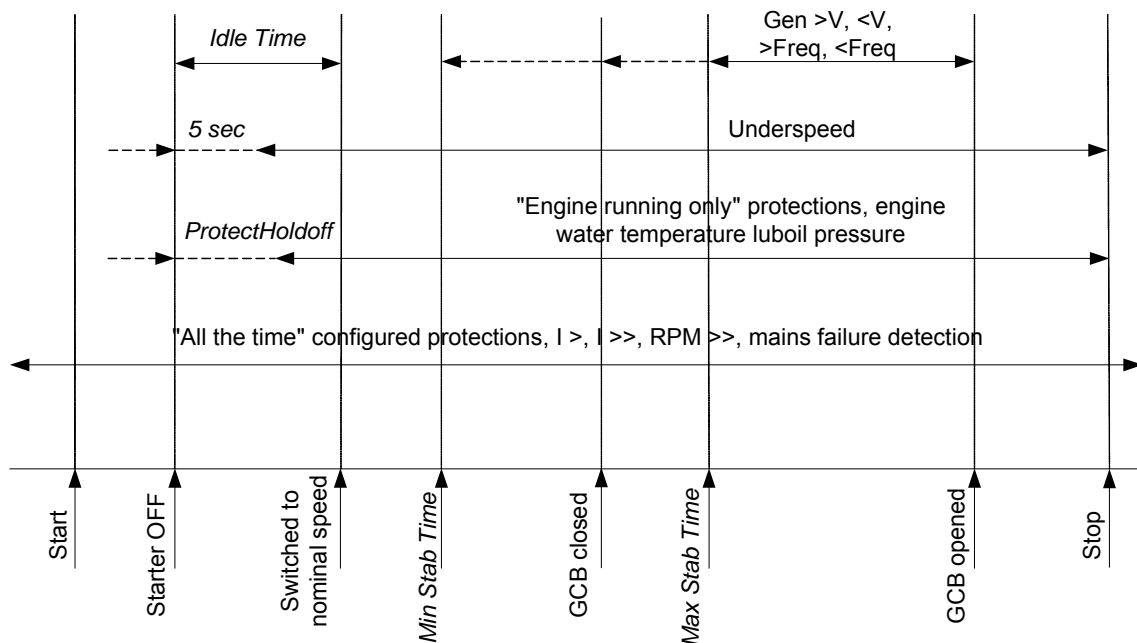 Idle Time
Gen >V, <V,
>Freq, <Freq
5 sec
Underspeed
ProtectHoldoff
"Engine running only" protections, engine
water temperature luboil pressure
"All the time" configured protections, I >, I >>, RPM >>, mains failure detection
Start
Starter OFF
Switched to
nominal speed
Min Stab Time
GCB closed
Max Stab Time
GCB opened
Stop